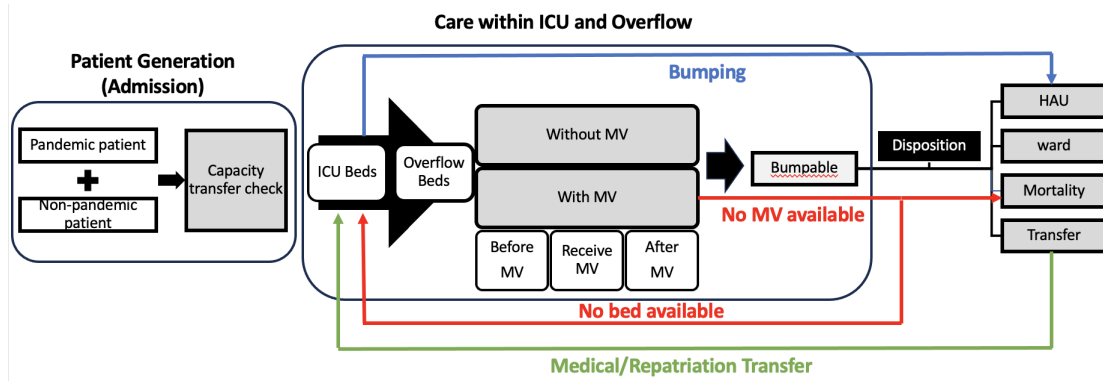 Care within ICU and Overflow
Patient Generation
(Admission)
Bumping
HAU
Pandemic patient
Without MV
Disposition
ward
Capacity
transfer check
ICU Beds
Overflow
Beds
Bumpable
Non-pandemic
patient
With MV
No MV available
Mortality
Before
MV
Receive
MV
After
MV
Transfer
No bed available
Medical/Repatriation Transfer